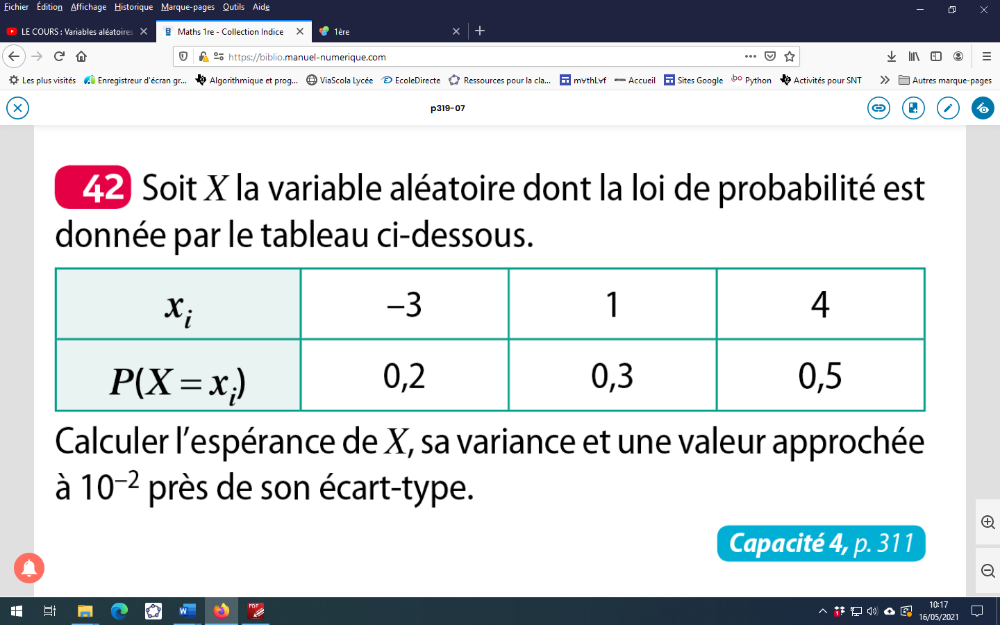 Fichier Édition Affichage Historique Marque-pages Outils Aide
LE COURS : Variables aléatoires
Maths 1re - Collection Indice
1ère
https://biblio.manuel-numerique.com
Les plus visités
Enregistreur d'écran gr...
Algorithmique et prog...
ViaScola Lycée
EcoleDirecte
Ressources pour la cla...
m∀thL∀f
Accueil
Sites Google
Python
Activités pour SNT
Autres marque-pages
p319-07
42 Soit X la variable aléatoire dont la loi de probabilité est
donnée par le tableau ci-dessous.
xi –3 1 4
P(X = xi) 0,2 0,3 0,5
Calculer l’espérance de X, sa variance et une valeur approchée
à 10–2 près de son écart-type.
Capacité 4, p. 311
10:17
16/05/2021